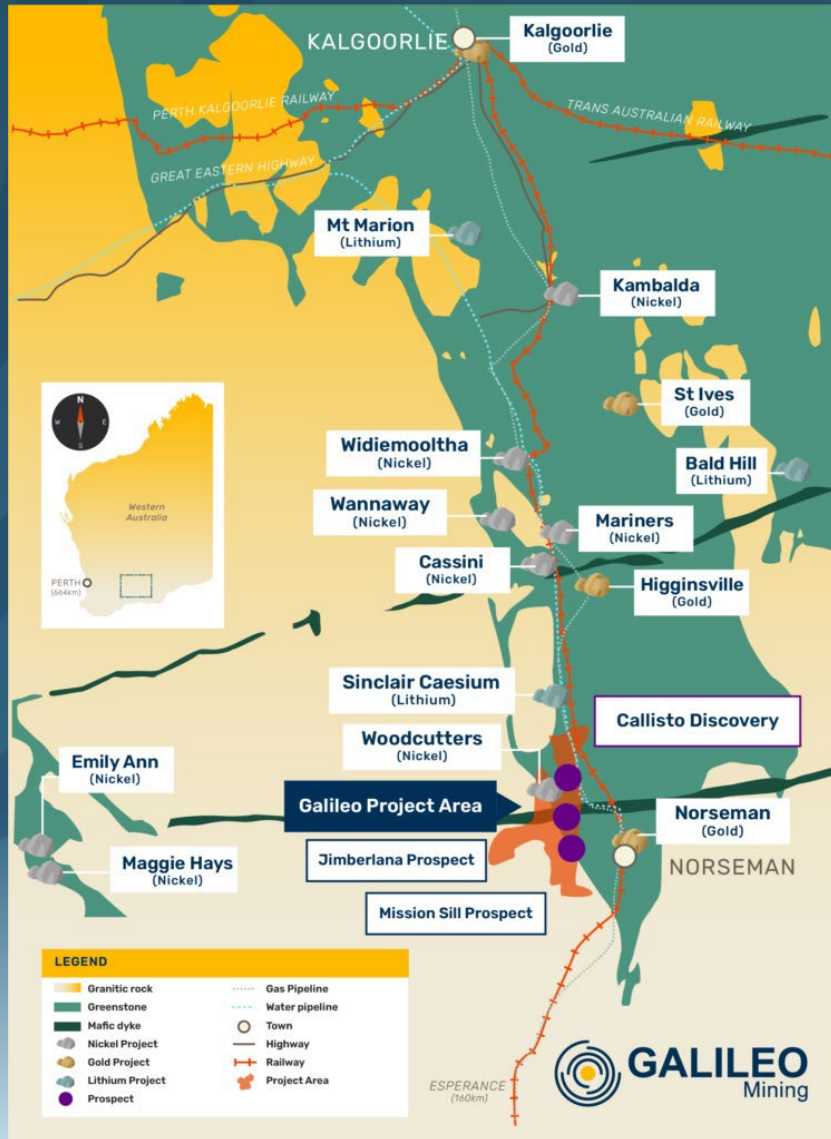 KALGOORLIE
Kalgoorlie
(Gold)
PERTH KALGOORLIE RAILWAY
TRANS AUSTRALIAN RAILWAY
GREAT EASTERN HIGHWAY
Mt Marion
(Lithium)
Kambalda
(Nickel)
St Ives
(Gold)
N
W
E
S
Western
Australia
PERTH
(664km)
Widiemooltha
(Nickel)
Bald Hill
(Lithium)
Wannaway
(Nickel)
Mariners
(Nickel)
Cassini
(Nickel)
Higginsville
(Gold)
Sinclair Caesium
(Lithium)
Callisto Discovery
Woodcutters
(Nickel)
Emily Ann
(Nickel)
Galileo Project Area
Norseman
(Gold)
Jimberlana Prospect
NORSEMAN
Maggie Hays
(Nickel)
Mission Sill Prospect
LEGEND
Granitic rock
Greenstone
Mafic dyke
Nickel Project
Gold Project
Lithium Project
Prospect
Gas Pipeline
Water pipeline
Town
Highway
Railway
Project Area
ESPERANCE
(160km)
GALILEO
Mining